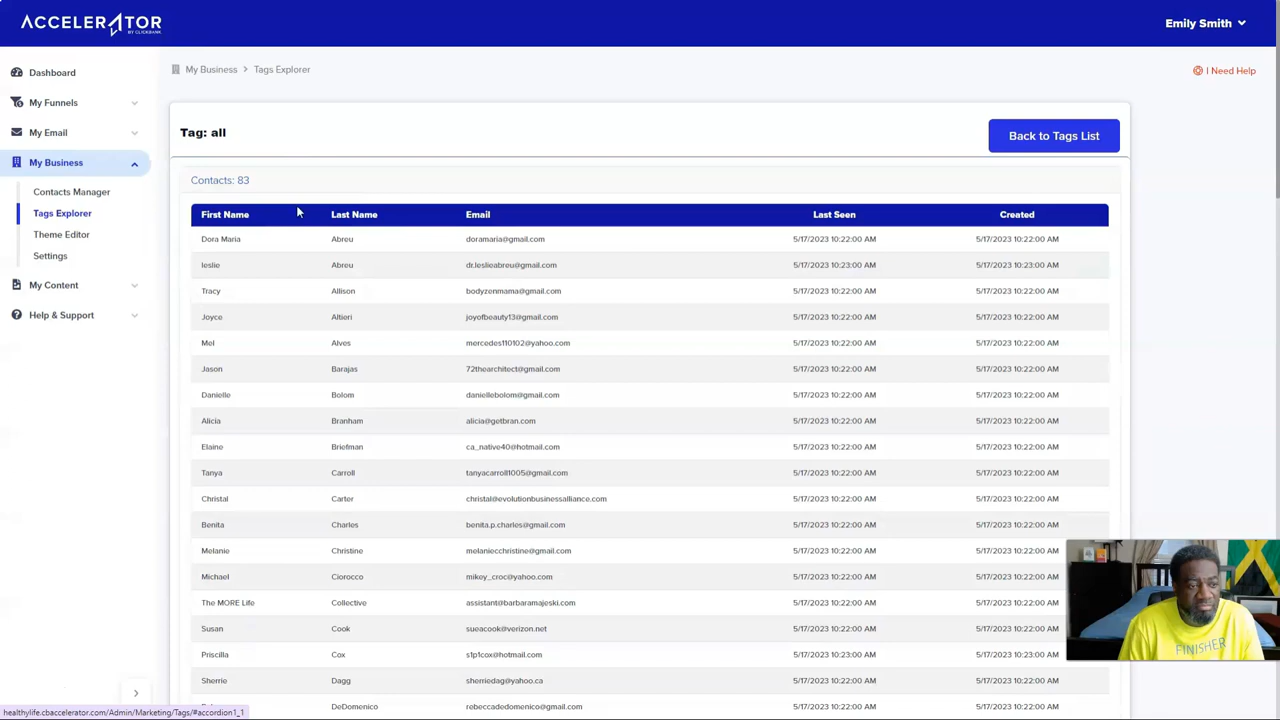 ACCELERATOR
BY CLICKBANK
Emily Smith
Dashboard
My Funnels
My Email
My Business
Contacts Manager
Tags Explorer
Theme Editor
Settings
My Content
Help & Support
My Business > Tags Explorer
I Need Help
Tag: all
Back to Tags List
Contacts: 83
First Name Last Name Email Last Seen Created
Dora Maria Abreu doramaria@gmail.com 5/17/2023 10:22:00 AM 5/17/2023 10:22:00 AM
leslie Abreu dr.leslieabreu@gmail.com 5/17/2023 10:23:00 AM 5/17/2023 10:23:00 AM
Tracy Allison bodyzenmama@gmail.com 5/17/2023 10:22:00 AM 5/17/2023 10:22:00 AM
Joyce Altieri joyofbeauty13@gmail.com 5/17/2023 10:22:00 AM 5/17/2023 10:22:00 AM
Mel Alves mercedes110102@yahoo.com 5/17/2023 10:22:00 AM 5/17/2023 10:22:00 AM
Jason Barajas 72thearchitect@gmail.com 5/17/2023 10:22:00 AM 5/17/2023 10:22:00 AM
Danielle Bolom daniellebolom@gmail.com 5/17/2023 10:22:00 AM 5/17/2023 10:22:00 AM
Alicia Branham alicia@getbran.com 5/17/2023 10:22:00 AM 5/17/2023 10:22:00 AM
Elaine Briefman ca_native40@hotmail.com 5/17/2023 10:22:00 AM 5/17/2023 10:22:00 AM
Tanya Carroll tanyacarroll1005@gmail.com 5/17/2023 10:22:00 AM 5/17/2023 10:22:00 AM
Christal Carter christal@evolutionbusinessalliance.com 5/17/2023 10:22:00 AM 5/17/2023 10:22:00 AM
Benita Charles benita.p.charles@gmail.com 5/17/2023 10:22:00 AM 5/17/2023 10:22:00 AM
Melanie Christine melaniecchristine@gmail.com 5/17/2023 10:22:00 AM 5/17/2023 10:22:00 AM
Michael Ciorocco mikey_croc@yahoo.com 5/17/2023 10:22:00 AM 5/17/2023 10:22:00 AM
The MORE Life Collective assistant@barbaramajeski.com 5/17/2023 10:22:00 AM 5/17/2023 10:22:00 AM
Susan Cook sueacook@verizon.net 5/17/2023 10:22:00 AM 5/17/2023 10:22:00 AM
Priscilla Cox s1p1cox@hotmail.com 5/17/2023 10:23:00 AM 5/17/2023 10:23:00 AM
Sherrie Dagg sherriedag@yahoo.ca 5/17/2023 10:22:00 AM 5/17/2023 10:22:00 AM
DeDomenico rebeccadedomenico@gmail.com 5/17/2023 10:22:00 AM 5/17/2023 10:22:00 AM
FINISHER
healthylife.cbaccelerator.com/Admin/Marketing/Tags/#accordion1_1